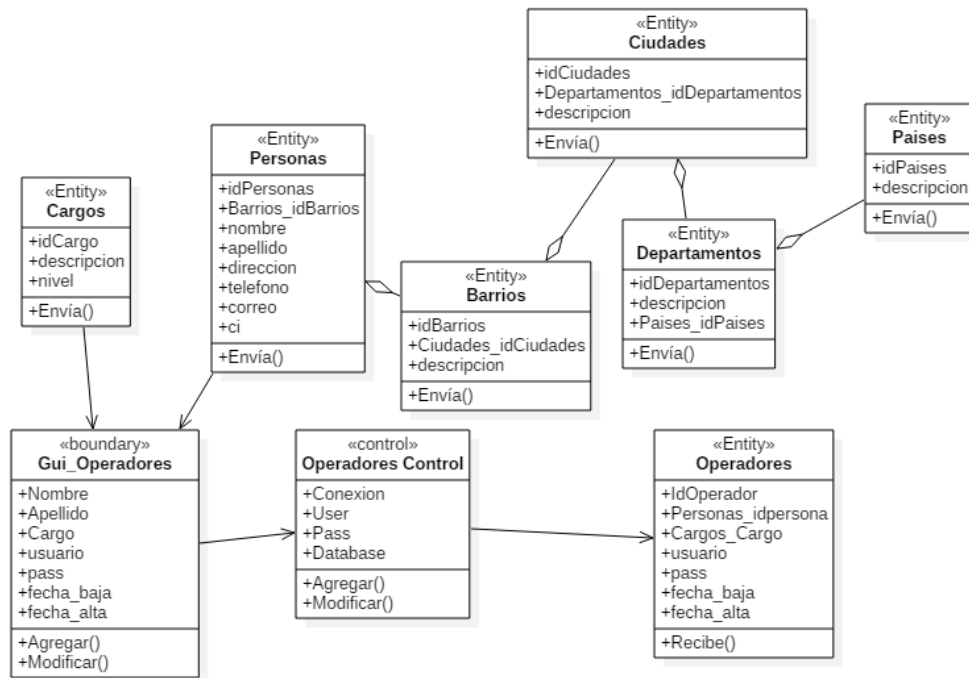 «Entity»
Ciudades
+idCiudades
+Departamentos_idDepartamentos
+descripcion
+Envía()
«Entity»
Paises
+idPaises
+descripcion
+Envía()
«Entity»
Personas
+idPersonas
+Barrios_idBarrios
+nombre
+apellido
+direccion
+telefono
+correo
+ci
+Envía()
«Entity»
Cargos
+idCargo
+descripcion
+nivel
+Envía()
«Entity»
Departamentos
+idDepartamentos
+descripcion
+Paises_idPaises
+Envía()
«Entity»
Barrios
+idBarrios
+Ciudades_idCiudades
+descripcion
+Envía()
«boundary»
Gui_Operadores
+Nombre
+Apellido
+Cargo
+usuario
+pass
+fecha_baja
+fecha_alta
+Agregar()
+Modificar()
«control»
Operadores Control
+Conexion
+User
+Pass
+Database
+Agregar()
+Modificar()
«Entity»
Operadores
+IdOperador
+Personas_idpersona
+Cargos_Cargo
+usuario
+pass
+fecha_baja
+fecha_alta
+Recibe()